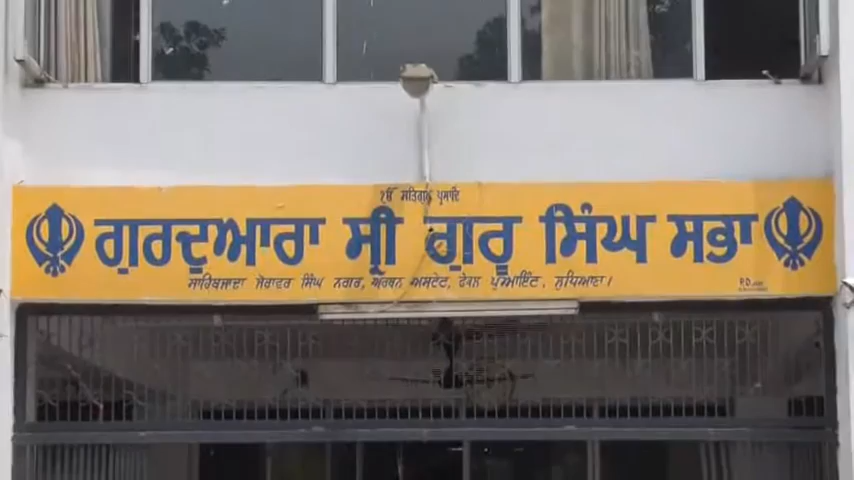 ੴ ਸਤਿਗੁਰ ਪ੍ਰਸਾਦਿ
ਗੁਰਦੁਆਰਾ ਸ੍ਰੀ ਗੁਰੂ ਸਿੰਘ ਸਭਾ
ਸਾਹਿਬਜਾਦਾ ਜੋਰਾਵਰ ਸਿੰਘ ਨਗਰ, ਅਰਬਨ ਅਸਟੇਟ, ਫੋਕਲ ਪੁਆਇੰਟ, ਲੁਧਿਆਣਾ।